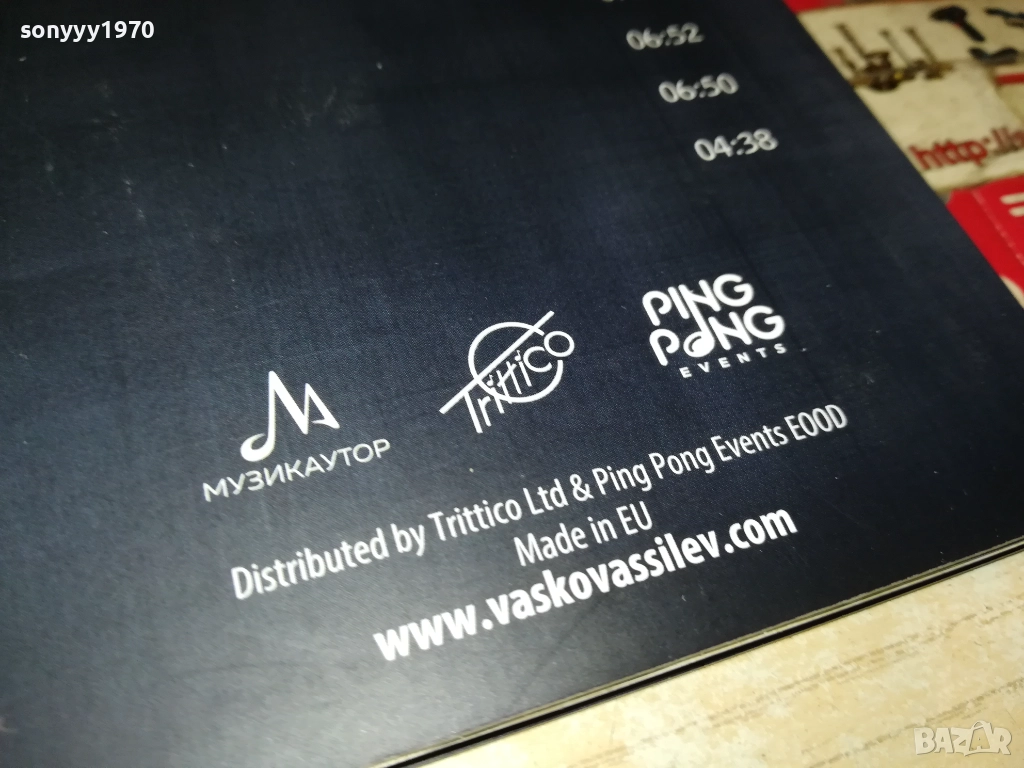 sonyyy1970
06:52
06:50
04:38
http://
МУЗИКАУТОР
Trittico
PING
PONG
EVENTS
Distributed by Trittico Ltd & Ping Pong Events EOOD
Made in EU
www.vaskovassilev.com
BAZAR